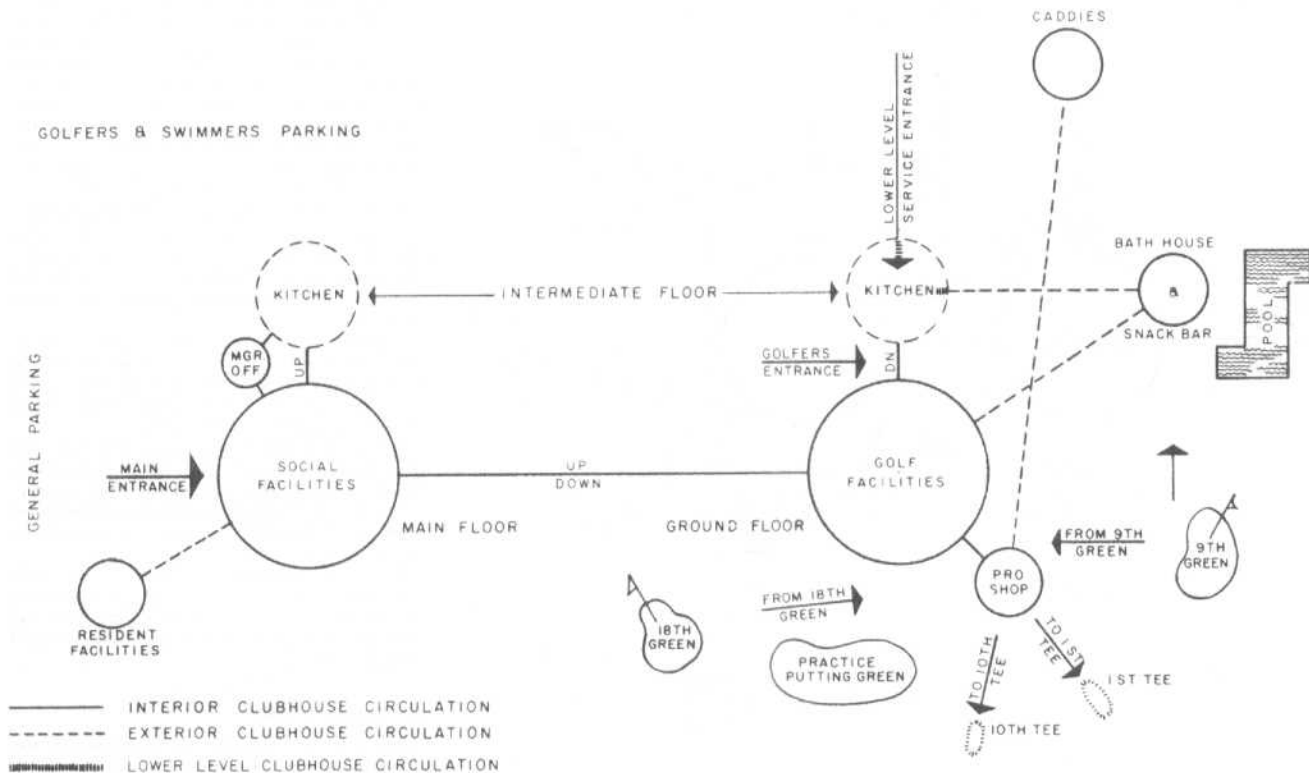 CADDIES
GOLFERS & SWIMMERS PARKING
LOWER LEVEL
SERVICE ENTRANCE
BATH HOUSE
&
SNACK BAR
POOL
KITCHEN
INTERMEDIATE FLOOR
KITCHEN
MGR.
OFF
UP
GOLFERS
ENTRANCE
DN
GENERAL PARKING
MAIN
ENTRANCE
SOCIAL
FACILITIES
UP
DOWN
GOLF
FACILITIES
MAIN FLOOR
GROUND FLOOR
FROM 9TH
GREEN
9TH
GREEN
PRO
SHOP
RESIDENT
FACILITIES
18TH
GREEN
FROM 18TH
GREEN
PRACTICE
PUTTING GREEN
TO 10TH
TEE
TO 1ST
TEE
1ST TEE
10TH TEE
INTERIOR CLUBHOUSE CIRCULATION
EXTERIOR CLUBHOUSE CIRCULATION
LOWER LEVEL CLUBHOUSE CIRCULATION